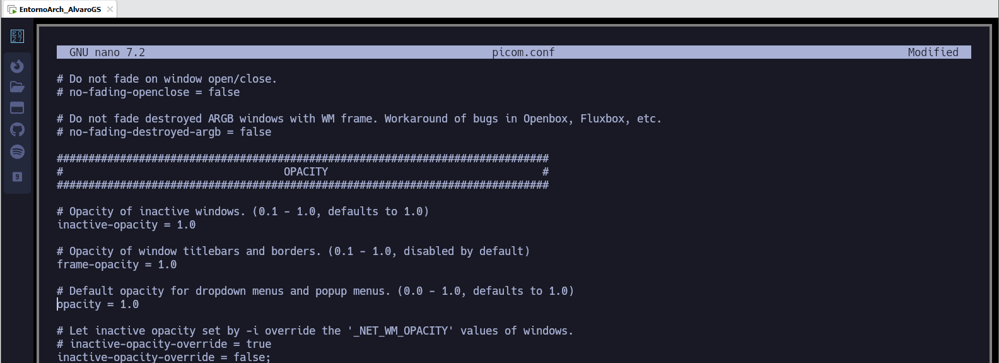 EntornoArch_AlvaroGS
E 0
2 7
GNU nano 7.2 picom.conf Modified
# Do not fade on window open/close.
# no-fading-openclose = false
# Do not fade destroyed ARGB windows with WM frame. Workaround of bugs in Openbox, Fluxbox, etc.
# no-fading-destroyed-argb = false
##############################################################################
# OPACITY #
##############################################################################
# Opacity of inactive windows. (0.1 - 1.0, defaults to 1.0)
inactive-opacity = 1.0
# Opacity of window titlebars and borders. (0.1 - 1.0, disabled by default)
frame-opacity = 1.0
# Default opacity for dropdown menus and popup menus. (0.0 - 1.0, defaults to 1.0)
opacity = 1.0
# Let inactive opacity set by -i override the '_NET_WM_OPACITY' values of windows.
# inactive-opacity-override = true
inactive-opacity-override = false;